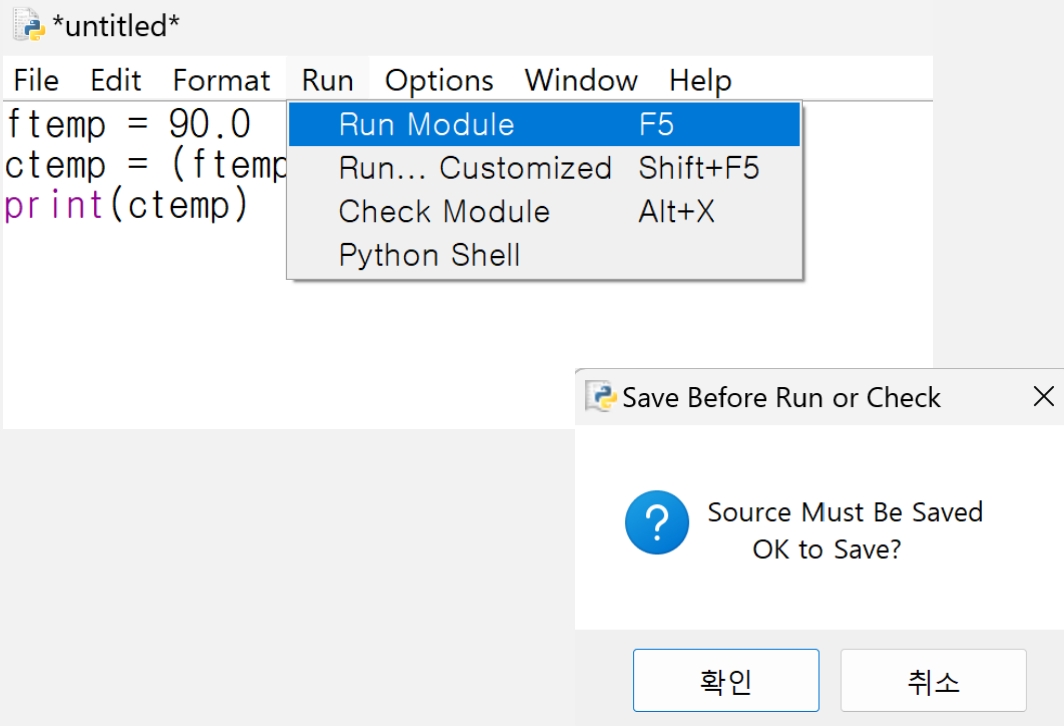 *untitled*
File Edit Format Run Options Window Help
ftemp = 90.0
ctemp = (ftemp
print(ctemp)
Run Module F5
Run... Customized Shift+F5
Check Module Alt+X
Python Shell
Save Before Run or Check
Source Must Be Saved
OK to Save?
확인 취소